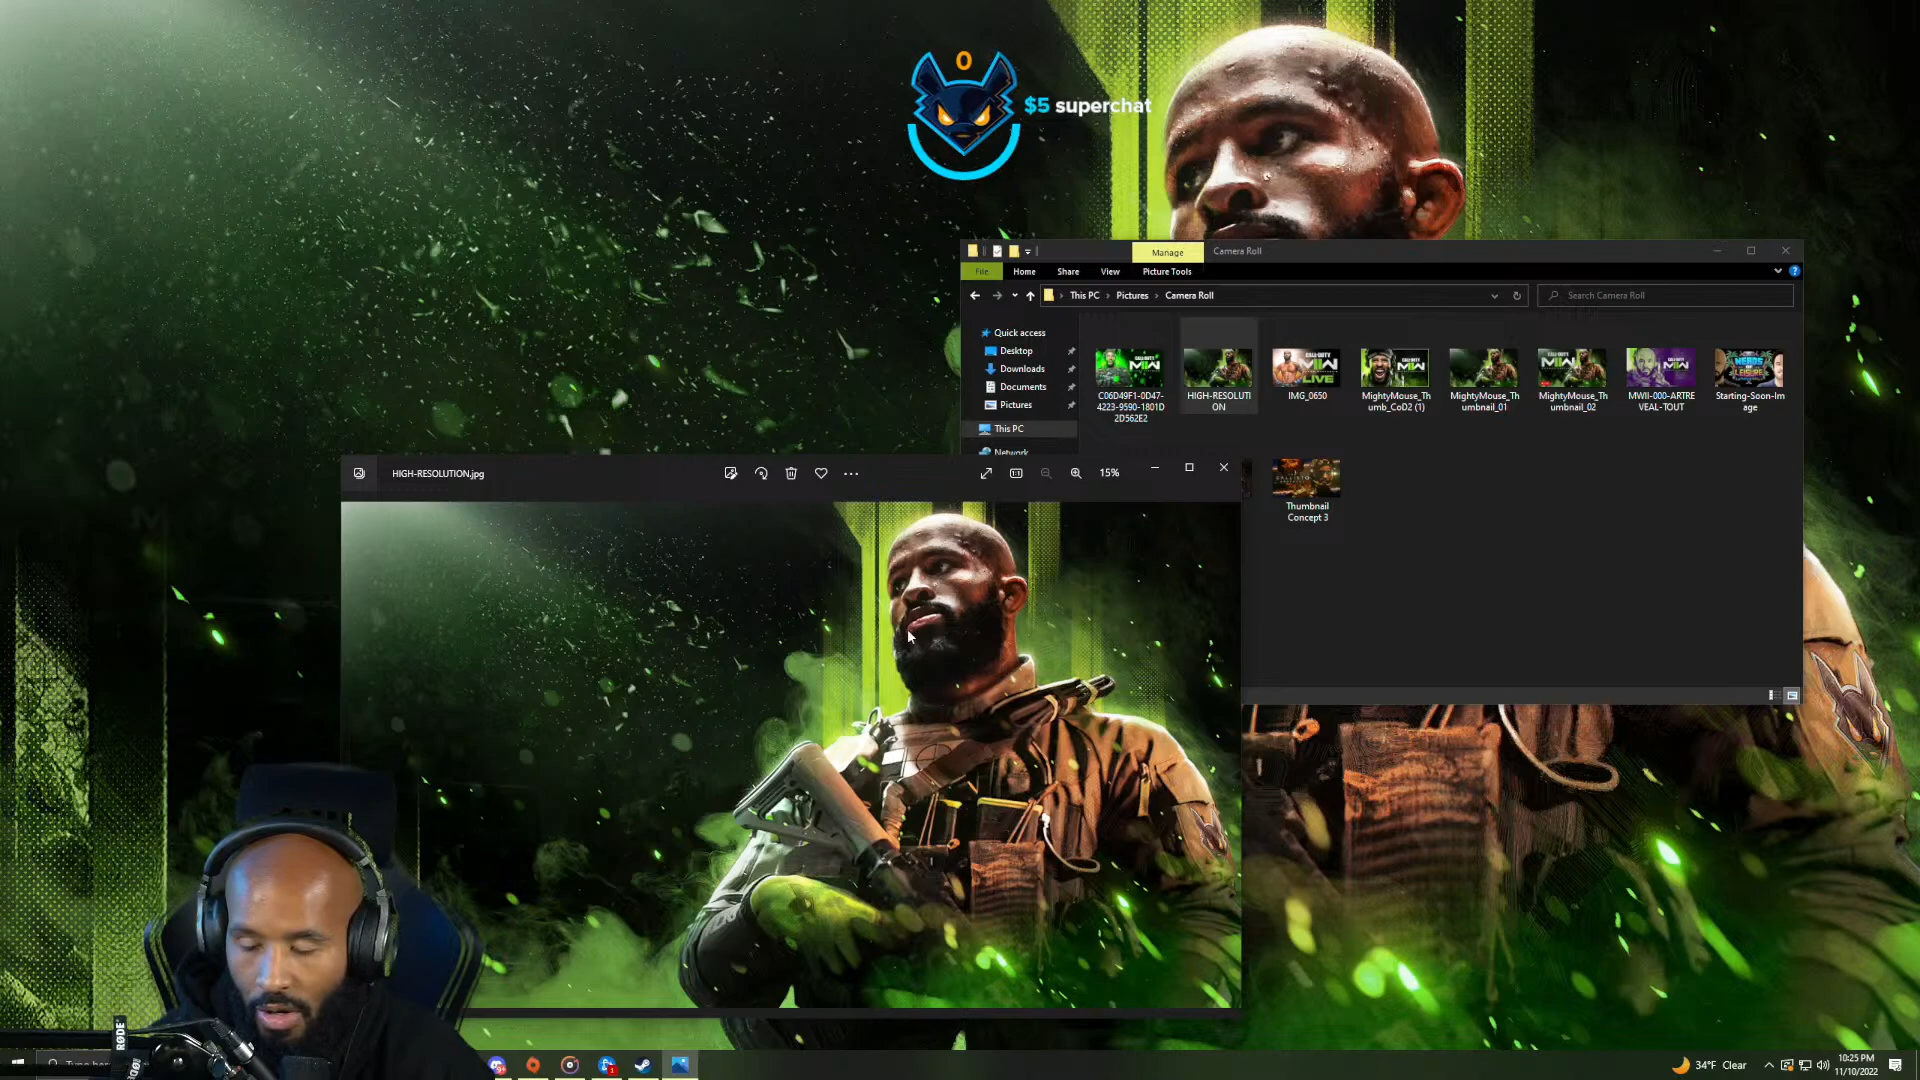 0
$5 superchat
Manage
Camera Roll
File
Home
Share
View
Picture Tools
This PC
Pictures
Camera Roll
Search Camera Roll
Quick access
Desktop
Downloads
Documents
Pictures
This PC
Network
C06D49F1-0D47-
4223-9590-1801D
2D562E2
HIGH-RESOLUTI
ON
IMG_0650
MightyMouse_Th
umb_CoD2 (1)
MightyMouse_Th
umbnail_01
MightyMouse_Th
umbnail_02
MWII-000-ARTRE
VEAL-TOUT
Starting-Soon-Im
age
Thumbnail
Concept 3
HIGH-RESOLUTION.jpg
15%
RØDE
Type here
34°F Clear
10:25 PM
11/10/2022